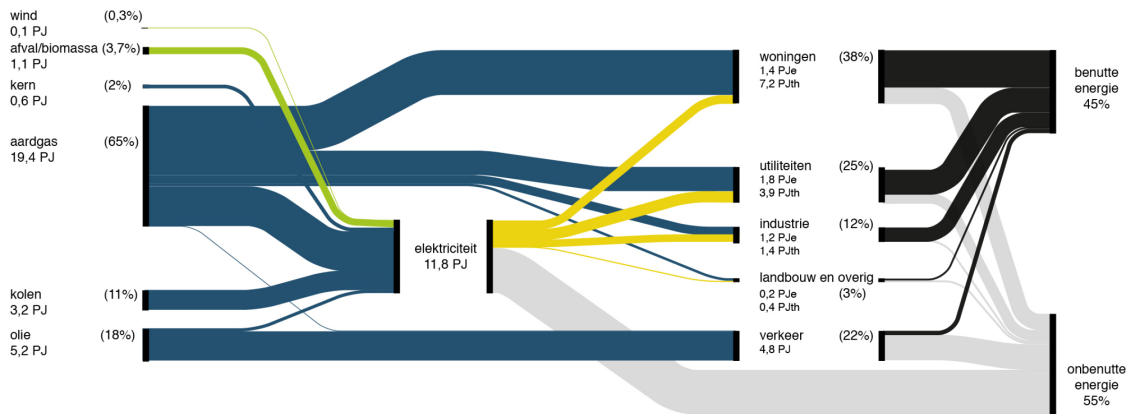 wind (0,3%)
0,1 PJ
afval/biomassa (3,7%)
1,1 PJ
kern (2%)
0,6 PJ
aardgas (65%)
19,4 PJ
kolen (11%)
3,2 PJ
olie (18%)
5,2 PJ
elektriciteit
11,8 PJ
woningen (38%)
1,4 PJe
7,2 PJth
utiliteiten (25%)
1,8 PJe
3,9 PJth
industrie (12%)
1,2 PJe
1,4 PJth
landbouw en overig
0,2 PJe (3%)
0,4 PJth
verkeer (22%)
4,8 PJ
benutte
energie
45%
onbenutte
energie
55%